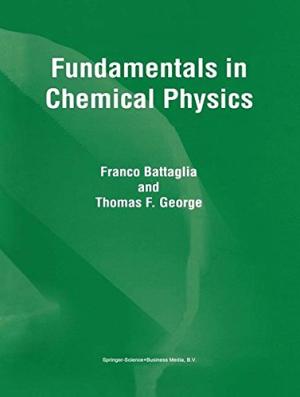 Fundamentals in
Chemical Physics
Franco Battaglia
and
Thomas F. George
Springer-Science+Business Media, B.V.